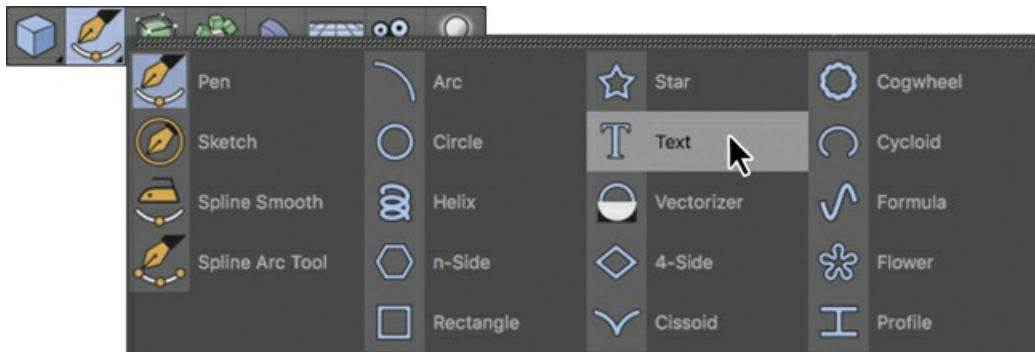 Pen Arc Star Cogwheel
Sketch Circle Text Cycloid
Spline Smooth Helix Vectorizer Formula
Spline Arc Tool n-Side 4-Side Flower
Rectangle Cissoid Profile